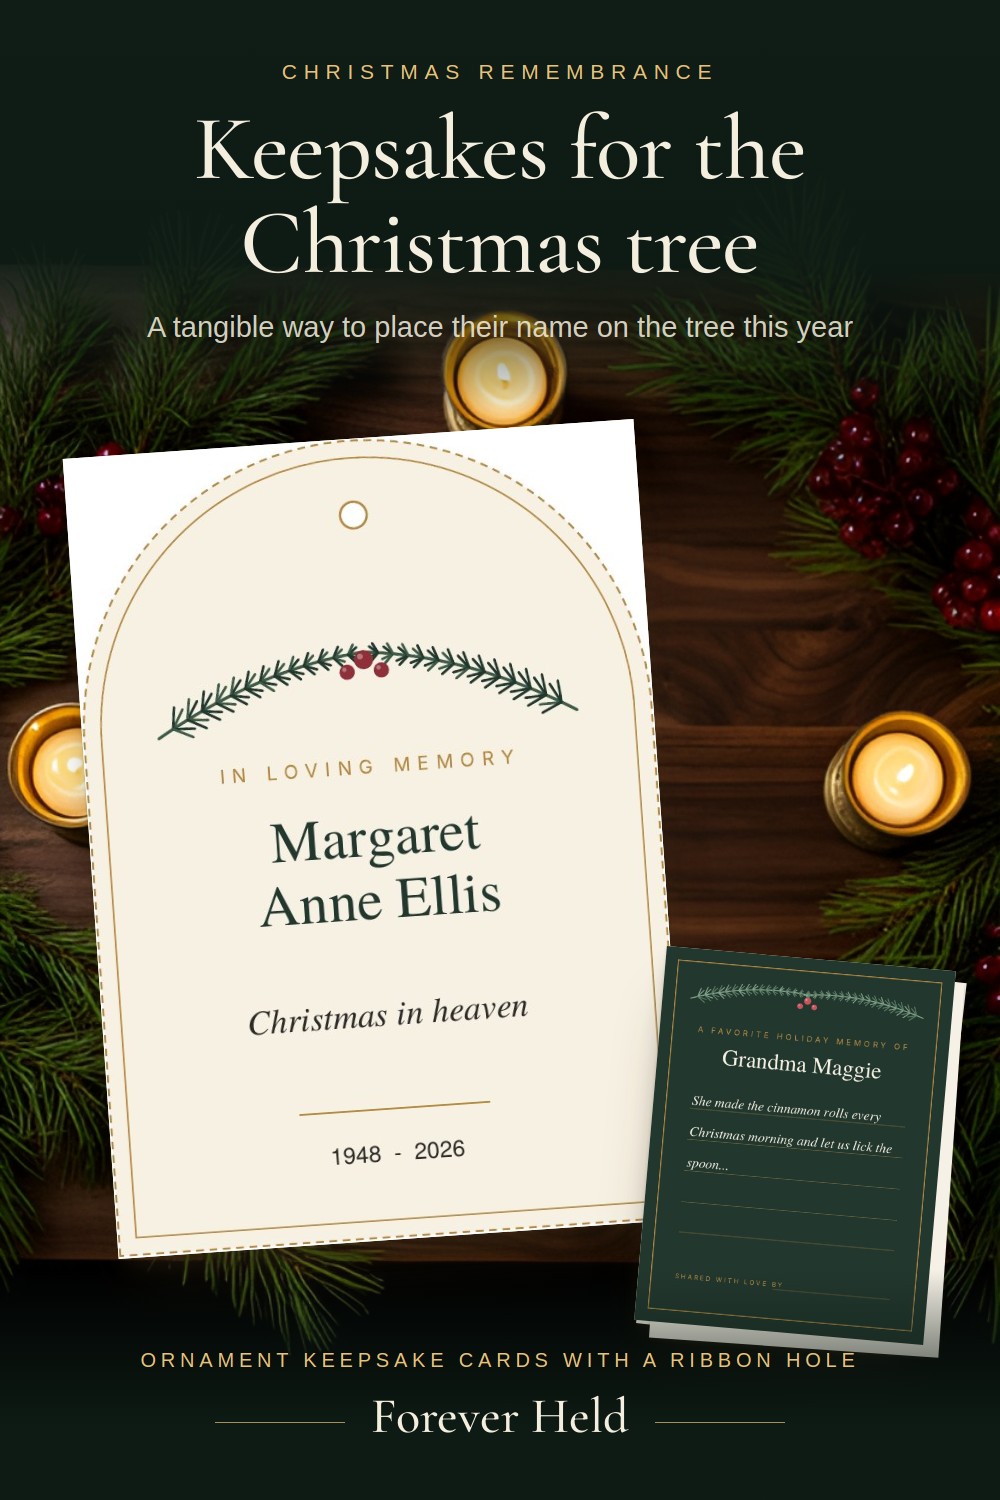 CHRISTMAS REMEMBRANCE
Keepsakes for the
Christmas tree
A tangible way to place their name on the tree this year
IN LOVING MEMORY
Margaret
Anne Ellis
Christmas in heaven
1948 - 2026
A FAVORITE HOLIDAY MEMORY OF
Grandma Maggie
She made the cinnamon rolls every
Christmas morning and let us lick the
spoon...
SHARED WITH LOVE BY
ORNAMENT KEEPSAKE CARDS WITH A RIBBON HOLE
Forever Held